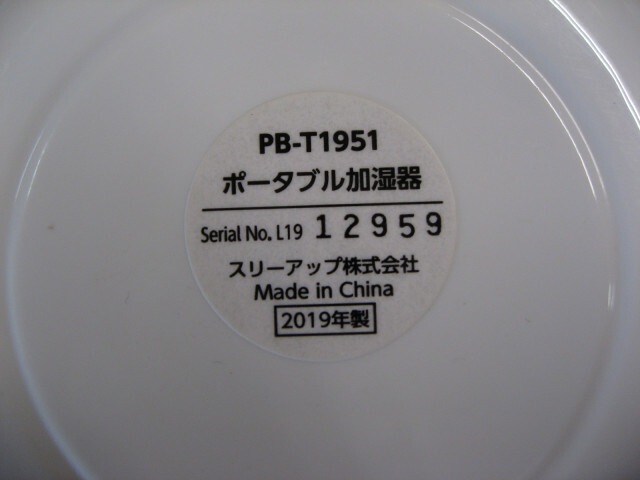 PB-T1951
ポータブル加湿器
Serial No. L19 12959
スリーアップ株式会社
Made in China
2019年製